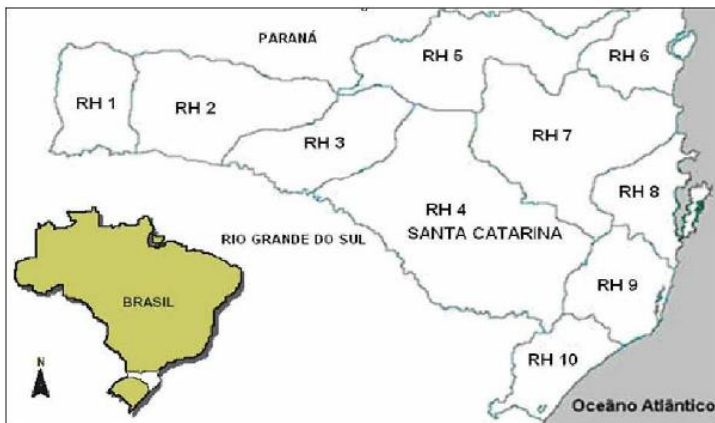 PARANÁ
RH 5
RH 6
RH 1
RH 2
RH 3
RH 7
RH 8
RH 4
SANTA CATARINA
RIO GRANDE DO SUL
RH 9
BRASIL
RH 10
N
Oceâno Atlântico